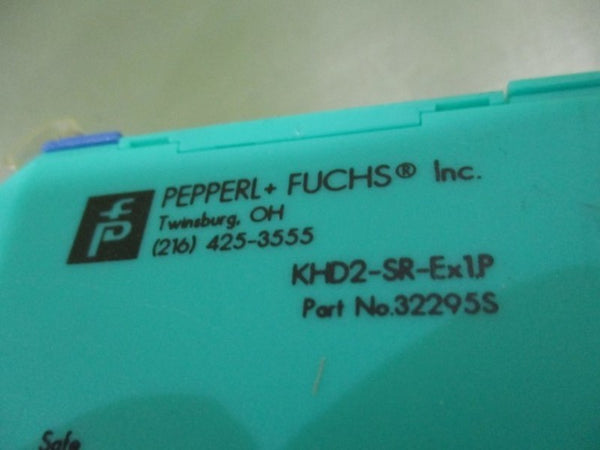 PEPPERL+ FUCHS® Inc.
Twinsburg, OH
(216) 425-3555
KHD2-SR-Ex1.P
Part No.32295S
Safe